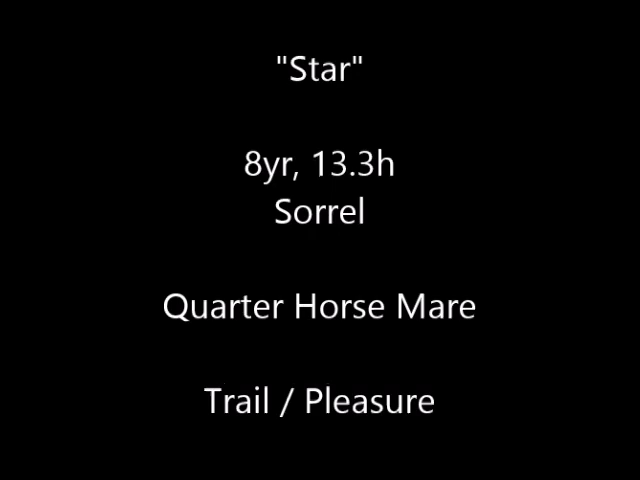 "Star"
8yr, 13.3h
Sorrel
Quarter Horse Mare
Trail / Pleasure